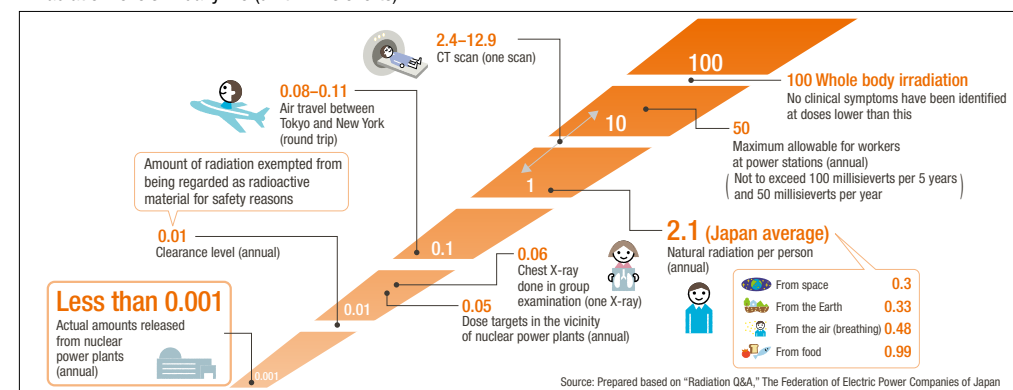 2.4–12.9
CT scan (one scan)
100
100 Whole body irradiation
No clinical symptoms have been identified
at doses lower than this
0.08–0.11
Air travel between
Tokyo and New York
(round trip)
10
50
Maximum allowable for workers
at power stations (annual)
( Not to exceed 100 millisieverts per 5 years
and 50 millisieverts per year )
Amount of radiation exempted from
being regarded as radioactive
material for safety reasons
1
0.01
Clearance level (annual)
0.1
2.1 (Japan average)
Natural radiation per person
(annual)
0.06
Chest X-ray
done in group
examination (one X-ray)
From space 0.3
From the Earth 0.33
From the air (breathing) 0.48
From food 0.99
Less than 0.001
Actual amounts released
from nuclear
power plants
(annual)
0.01
0.05
Dose targets in the vicinity
of nuclear power plants (annual)
0.001
Source: Prepared based on “Radiation Q&A,” The Federation of Electric Power Companies of Japan